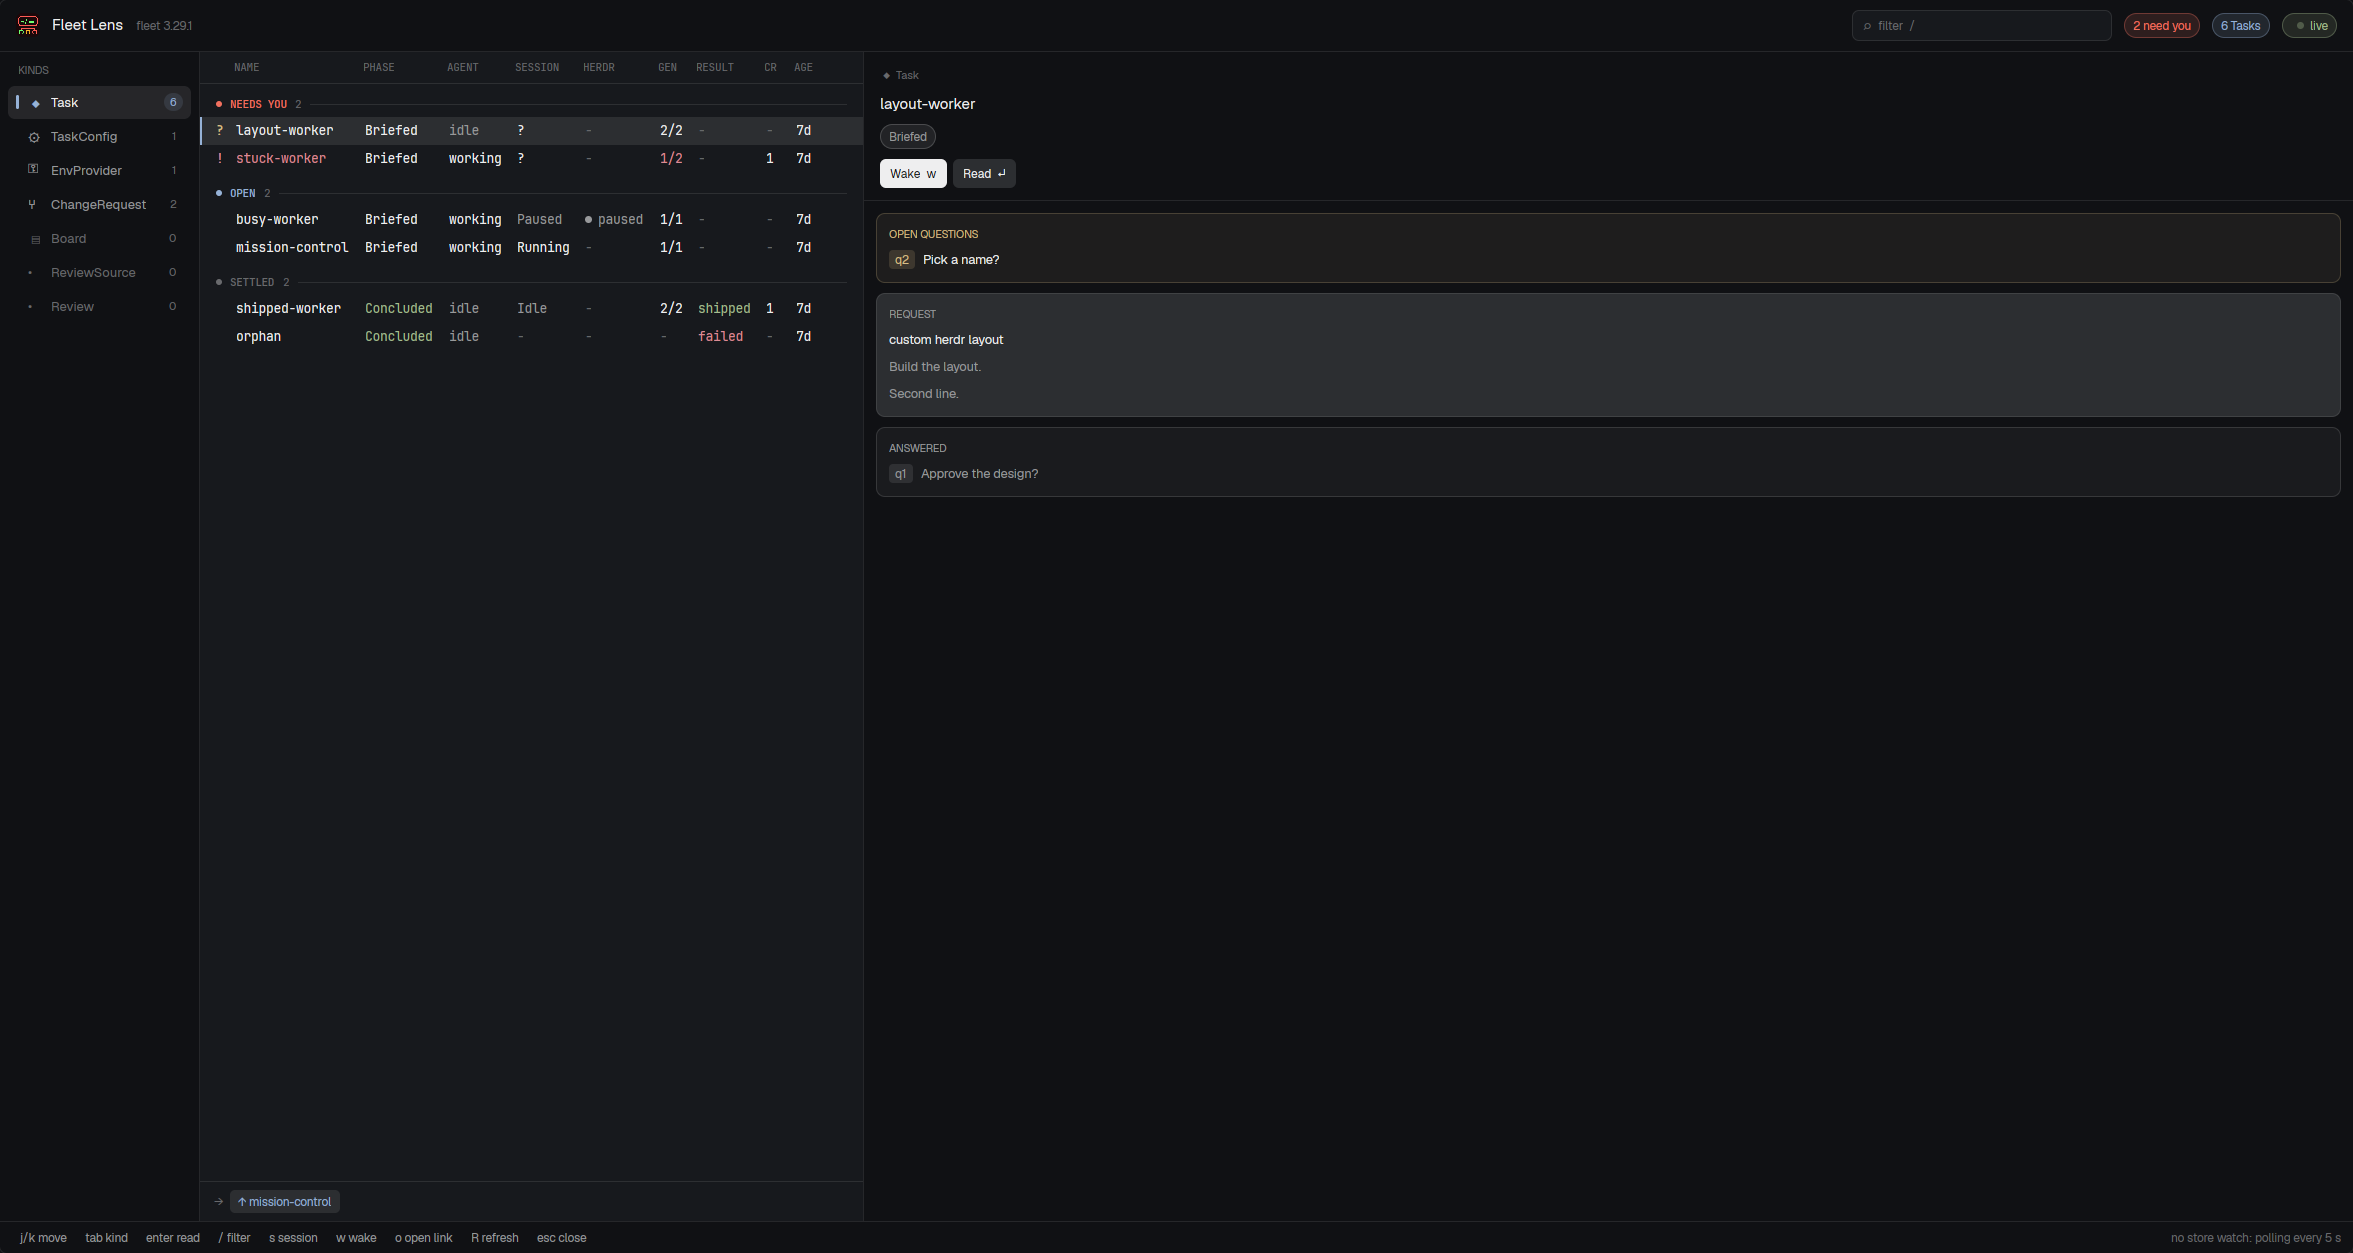 Fleet Lens fleet 3.29.1
filter /
2 need you
6 Tasks
live
KINDS
Task 6
TaskConfig 1
EnvProvider 1
ChangeRequest 2
Board 0
ReviewSource 0
Review 0
NAME PHASE AGENT SESSION HERDR GEN RESULT CR AGE
NEEDS YOU 2
? layout-worker Briefed idle ? - 2/2 - - 7d
! stuck-worker Briefed working ? - 1/2 - 1 7d
OPEN 2
busy-worker Briefed working Paused ● paused 1/1 - - 7d
mission-control Briefed working Running - 1/1 - - 7d
SETTLED 2
shipped-worker Concluded idle Idle - 2/2 shipped 1 7d
orphan Concluded idle - - - failed - 7d
→ ↑ mission-control
◆ Task
layout-worker
Briefed
Wake w
Read ↵
OPEN QUESTIONS
q2 Pick a name?
REQUEST
custom herdr layout
Build the layout.
Second line.
ANSWERED
q1 Approve the design?
j/k move tab kind enter read / filter s session w wake o open link R refresh esc close
no store watch: polling every 5 s